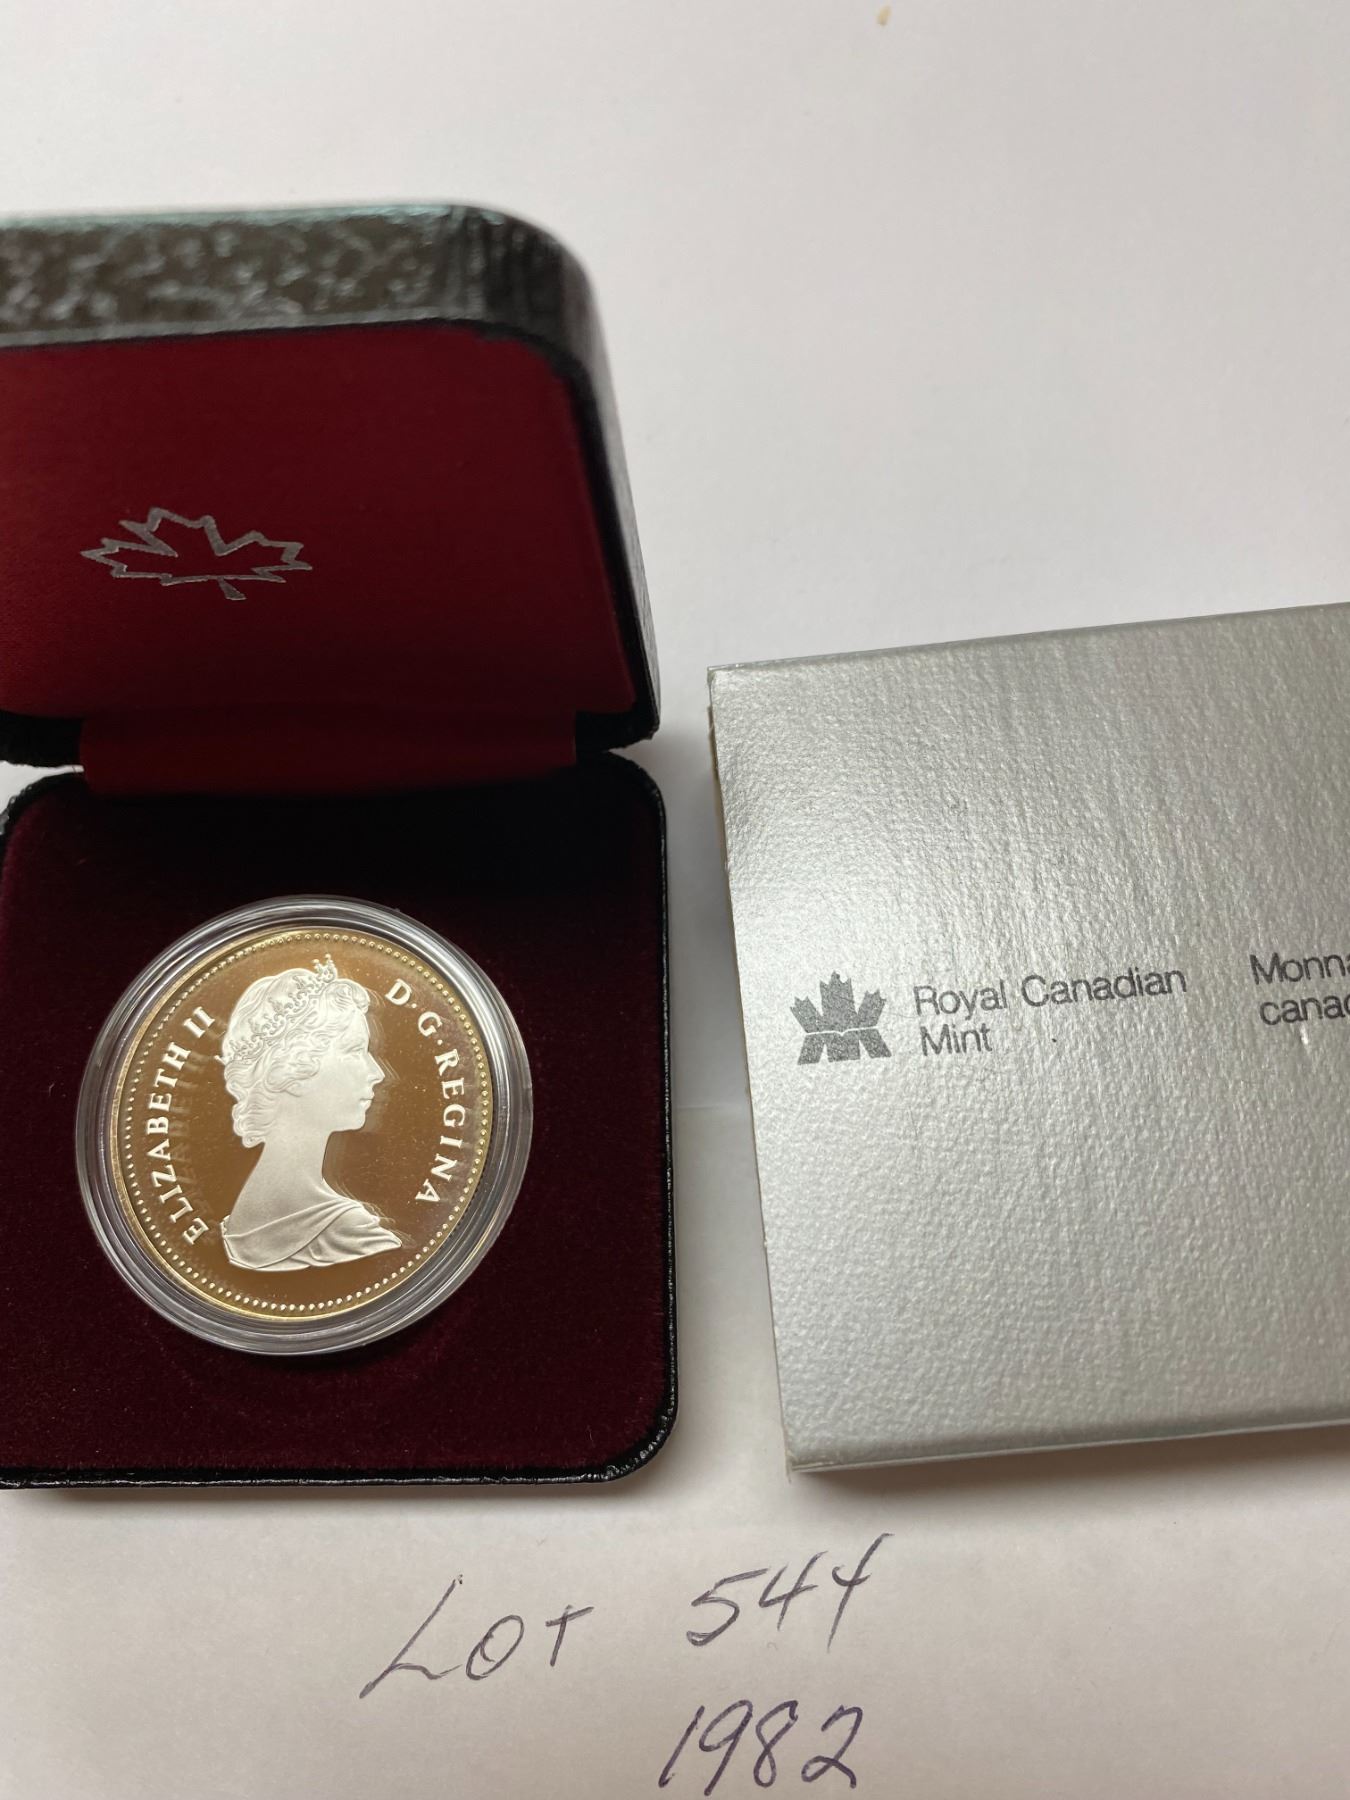 ELIZABETH II D·G·REGINA
Royal Canadian
Mint
Monna
canad
Lot 544
1982